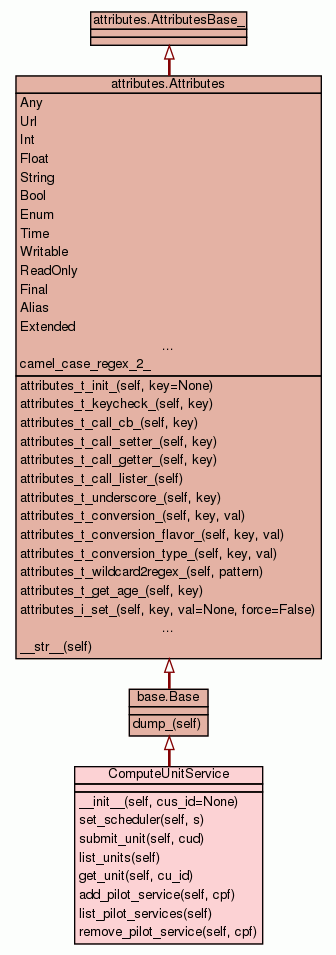 attributes.AttributesBase_
attributes.Attributes
Any
Url
Int
Float
String
Bool
Enum
Time
Writable
ReadOnly
Final
Alias
Extended
...
camel_case_regex_2_
attributes_t_init_(self, key=None)
attributes_t_keycheck_(self, key)
attributes_t_call_cb_(self, key)
attributes_t_call_setter_(self, key)
attributes_t_call_getter_(self, key)
attributes_t_call_lister_(self)
attributes_t_underscore_(self, key)
attributes_t_conversion_(self, key, val)
attributes_t_conversion_flavor_(self, key, val)
attributes_t_conversion_type_(self, key, val)
attributes_t_wildcard2regex_(self, pattern)
attributes_t_get_age_(self, key)
attributes_i_set_(self, key, val=None, force=False)
...
__str__(self)
base.Base
dump_(self)
ComputeUnitService
__init__(self, cus_id=None)
set_scheduler(self, s)
submit_unit(self, cud)
list_units(self)
get_unit(self, cu_id)
add_pilot_service(self, cpf)
list_pilot_services(self)
remove_pilot_service(self, cpf)